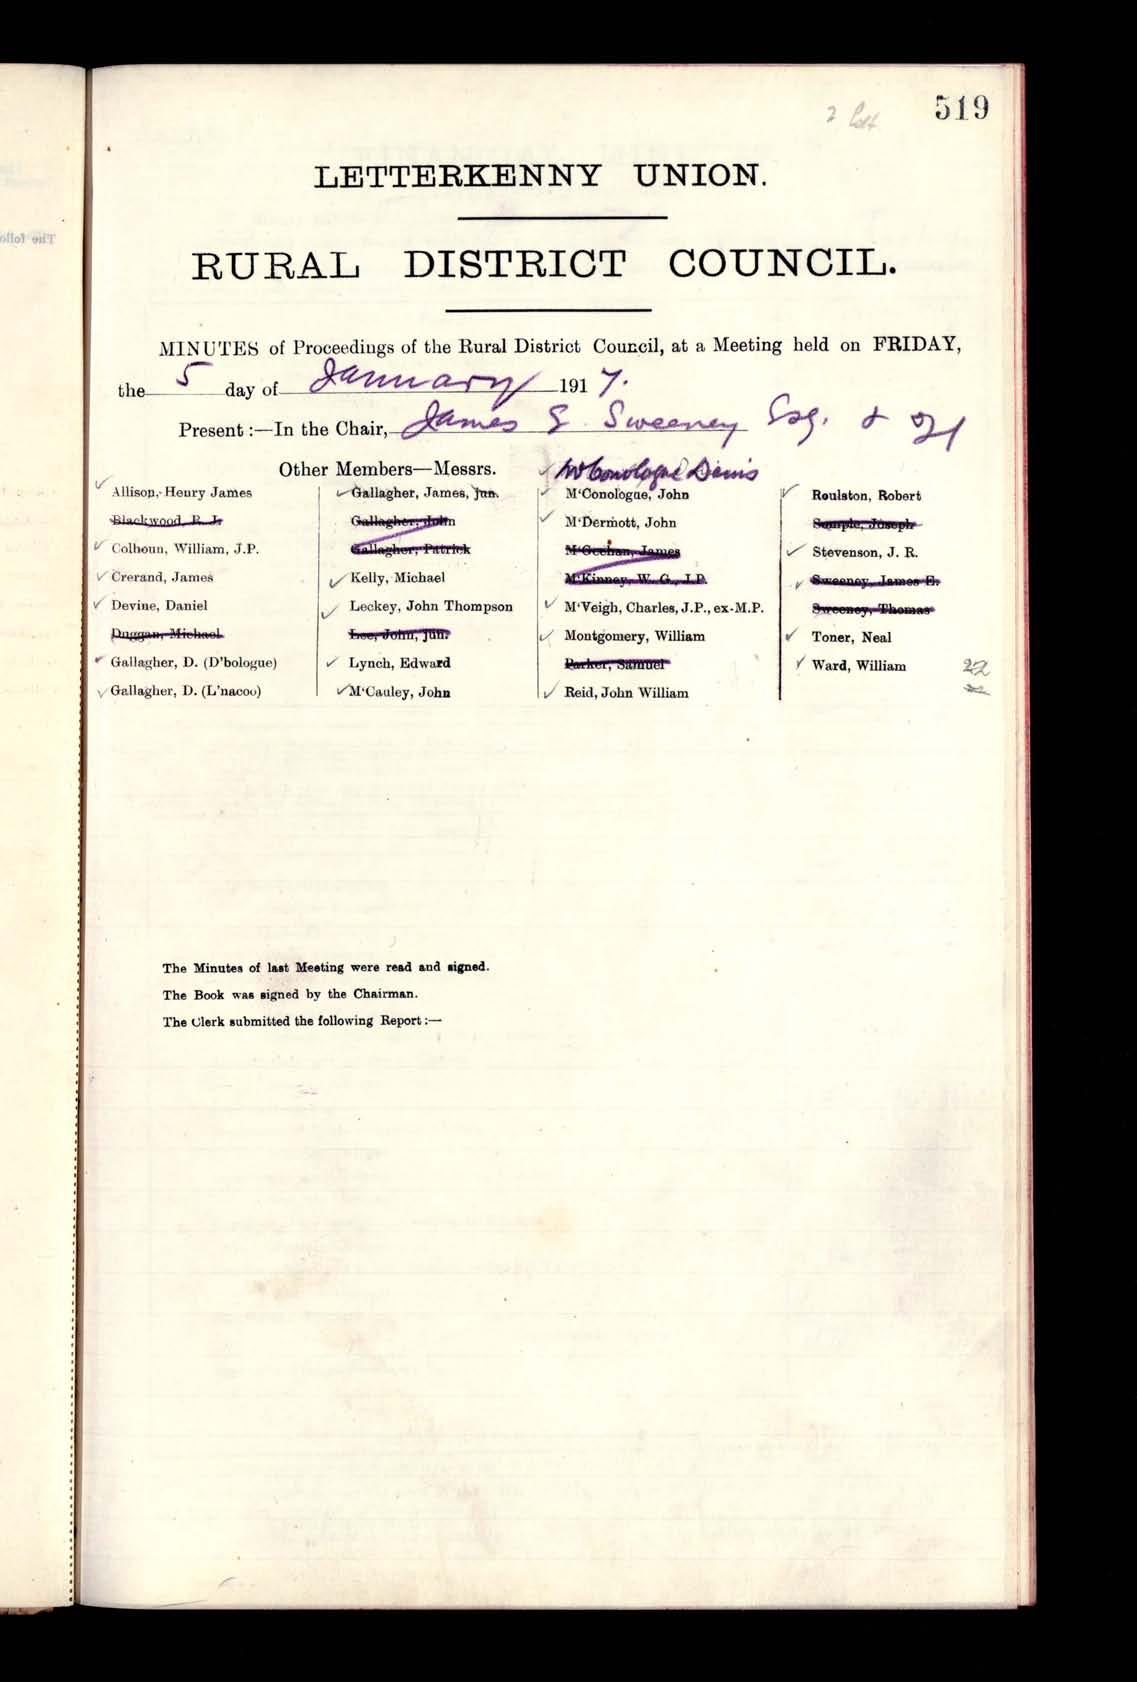 519
LETTERKENNY UNION.
RURAL DISTRICT COUNCIL.
MINUTES of Proceedings of the Rural District Council, at a Meeting held on FRIDAY,
the 5 day of January 1917.
Present :—In the Chair, James E Sweeney Esq. & 21
Other Members—Messrs.
McConologue Denis
Allison, Henry James
Blackwood, R. J.
Colhoun, William, J.P.
Crerand, James
Devine, Daniel
Duggan, Michael
Gallagher, D. (D'bologue)
Gallagher, D. (L'nacoo)
Gallagher, James, Jun.
Gallagher, John
Gallagher, Patrick
Kelly, Michael
Leckey, John Thompson
Lee, John, Jun.
Lynch, Edward
M'Cauley, John
M'Conologue, John
M'Dermott, John
M'Geehan, James
M'Kinney, W. G., J.P.
M'Veigh, Charles, J.P., ex-M.P.
Montgomery, William
Parker, Samuel
Reid, John William
Roulston, Robert
Semple, Joseph
Stevenson, J. R.
Sweeney, James E.
Sweeney, Thomas
Toner, Neal
Ward, William
22
The Minutes of last Meeting were read and signed.
The Book was signed by the Chairman.
The Clerk submitted the following Report :—